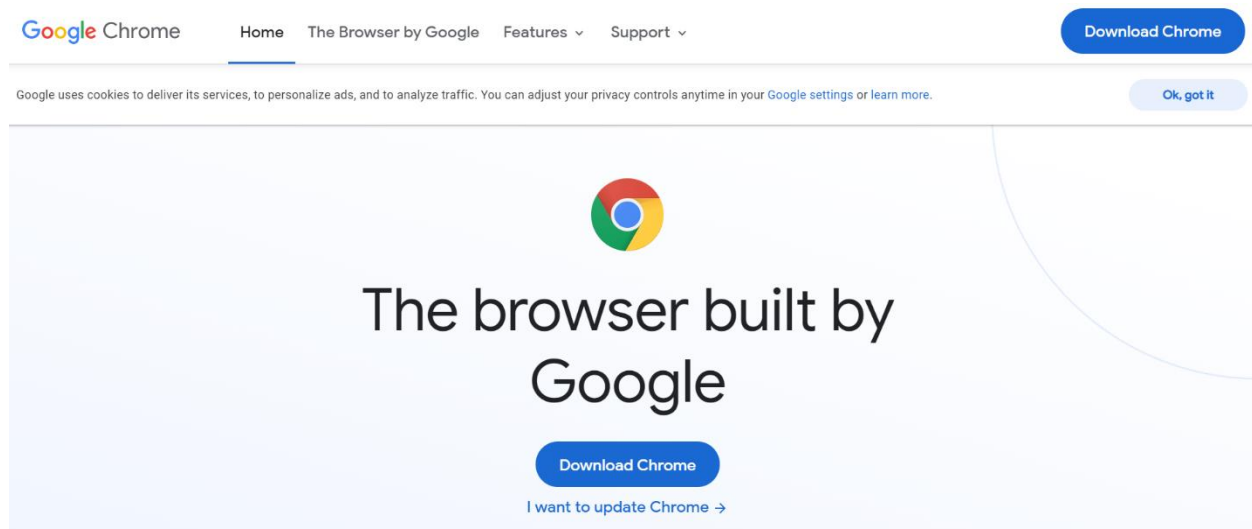 Google Chrome Home The Browser by Google Features Support Download Chrome
Google uses cookies to deliver its services, to personalize ads, and to analyze traffic. You can adjust your privacy controls anytime in your Google settings or learn more. Ok, got it
The browser built by
Google
Download Chrome
I want to update Chrome →